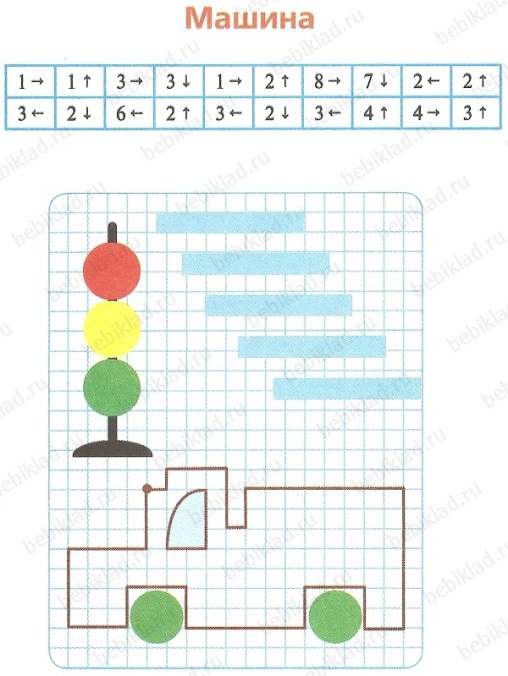 Машина
1→ 1↑ 3→ 3↓ 1→ 2↑ 8→ 7↓ 2← 2↑
3← 2↓ 6← 2↑ 3← 2↓ 3← 4↑ 4→ 3↑
bebiklad.ru